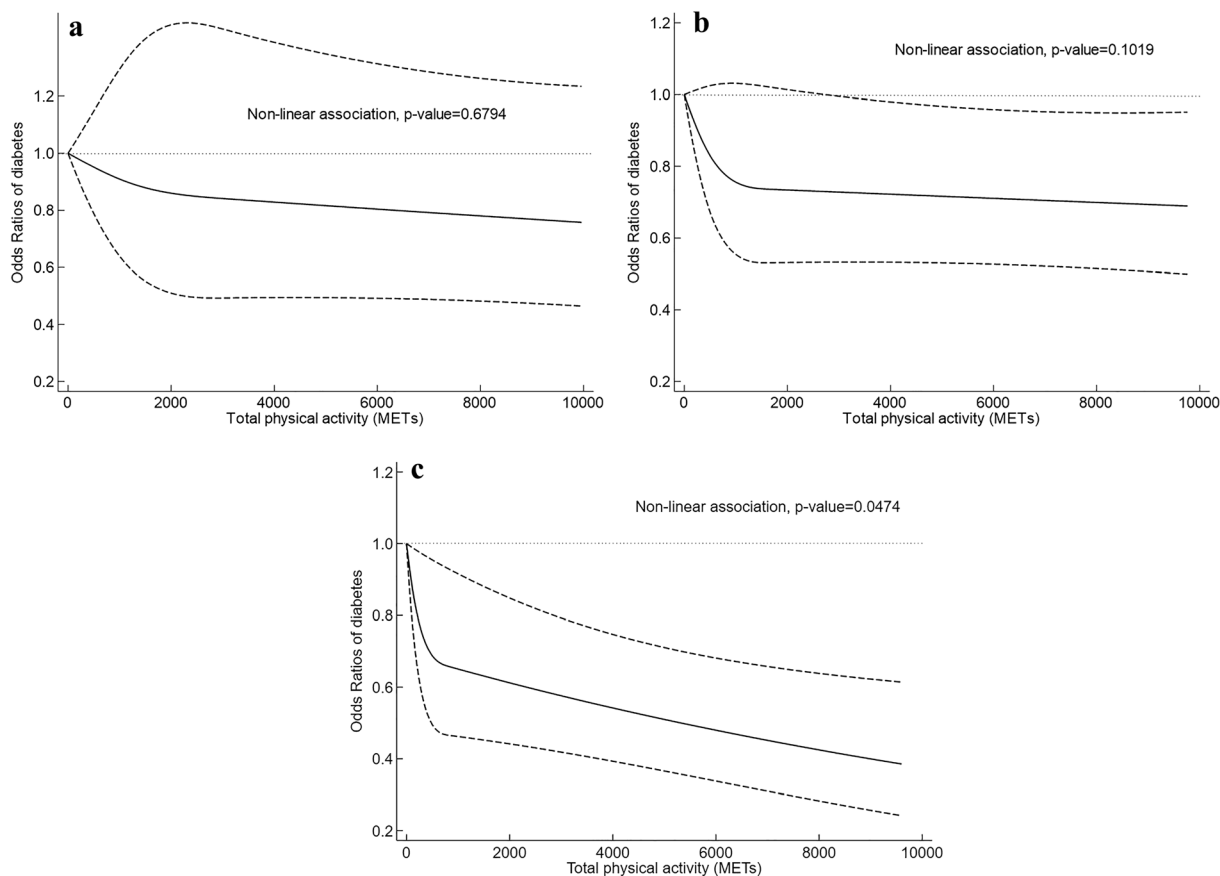 a
Non-linear association, p-value=0.6794
Odds Ratios of diabetes
1.2
1.0
0.8
0.6
0.4
0.2
0 2000 4000 6000 8000 10000
Total physical activity (METs)
b
Non-linear association, p-value=0.1019
Odds Ratios of diabetes
1.2
1.0
0.8
0.6
0.4
0.2
0 2000 4000 6000 8000 10000
Total physical activity (METs)
c
Non-linear association, p-value=0.0474
Odds Ratios of diabetes
1.2
1.0
0.8
0.6
0.4
0.2
0 2000 4000 6000 8000 10000
Total physical activity (METs)